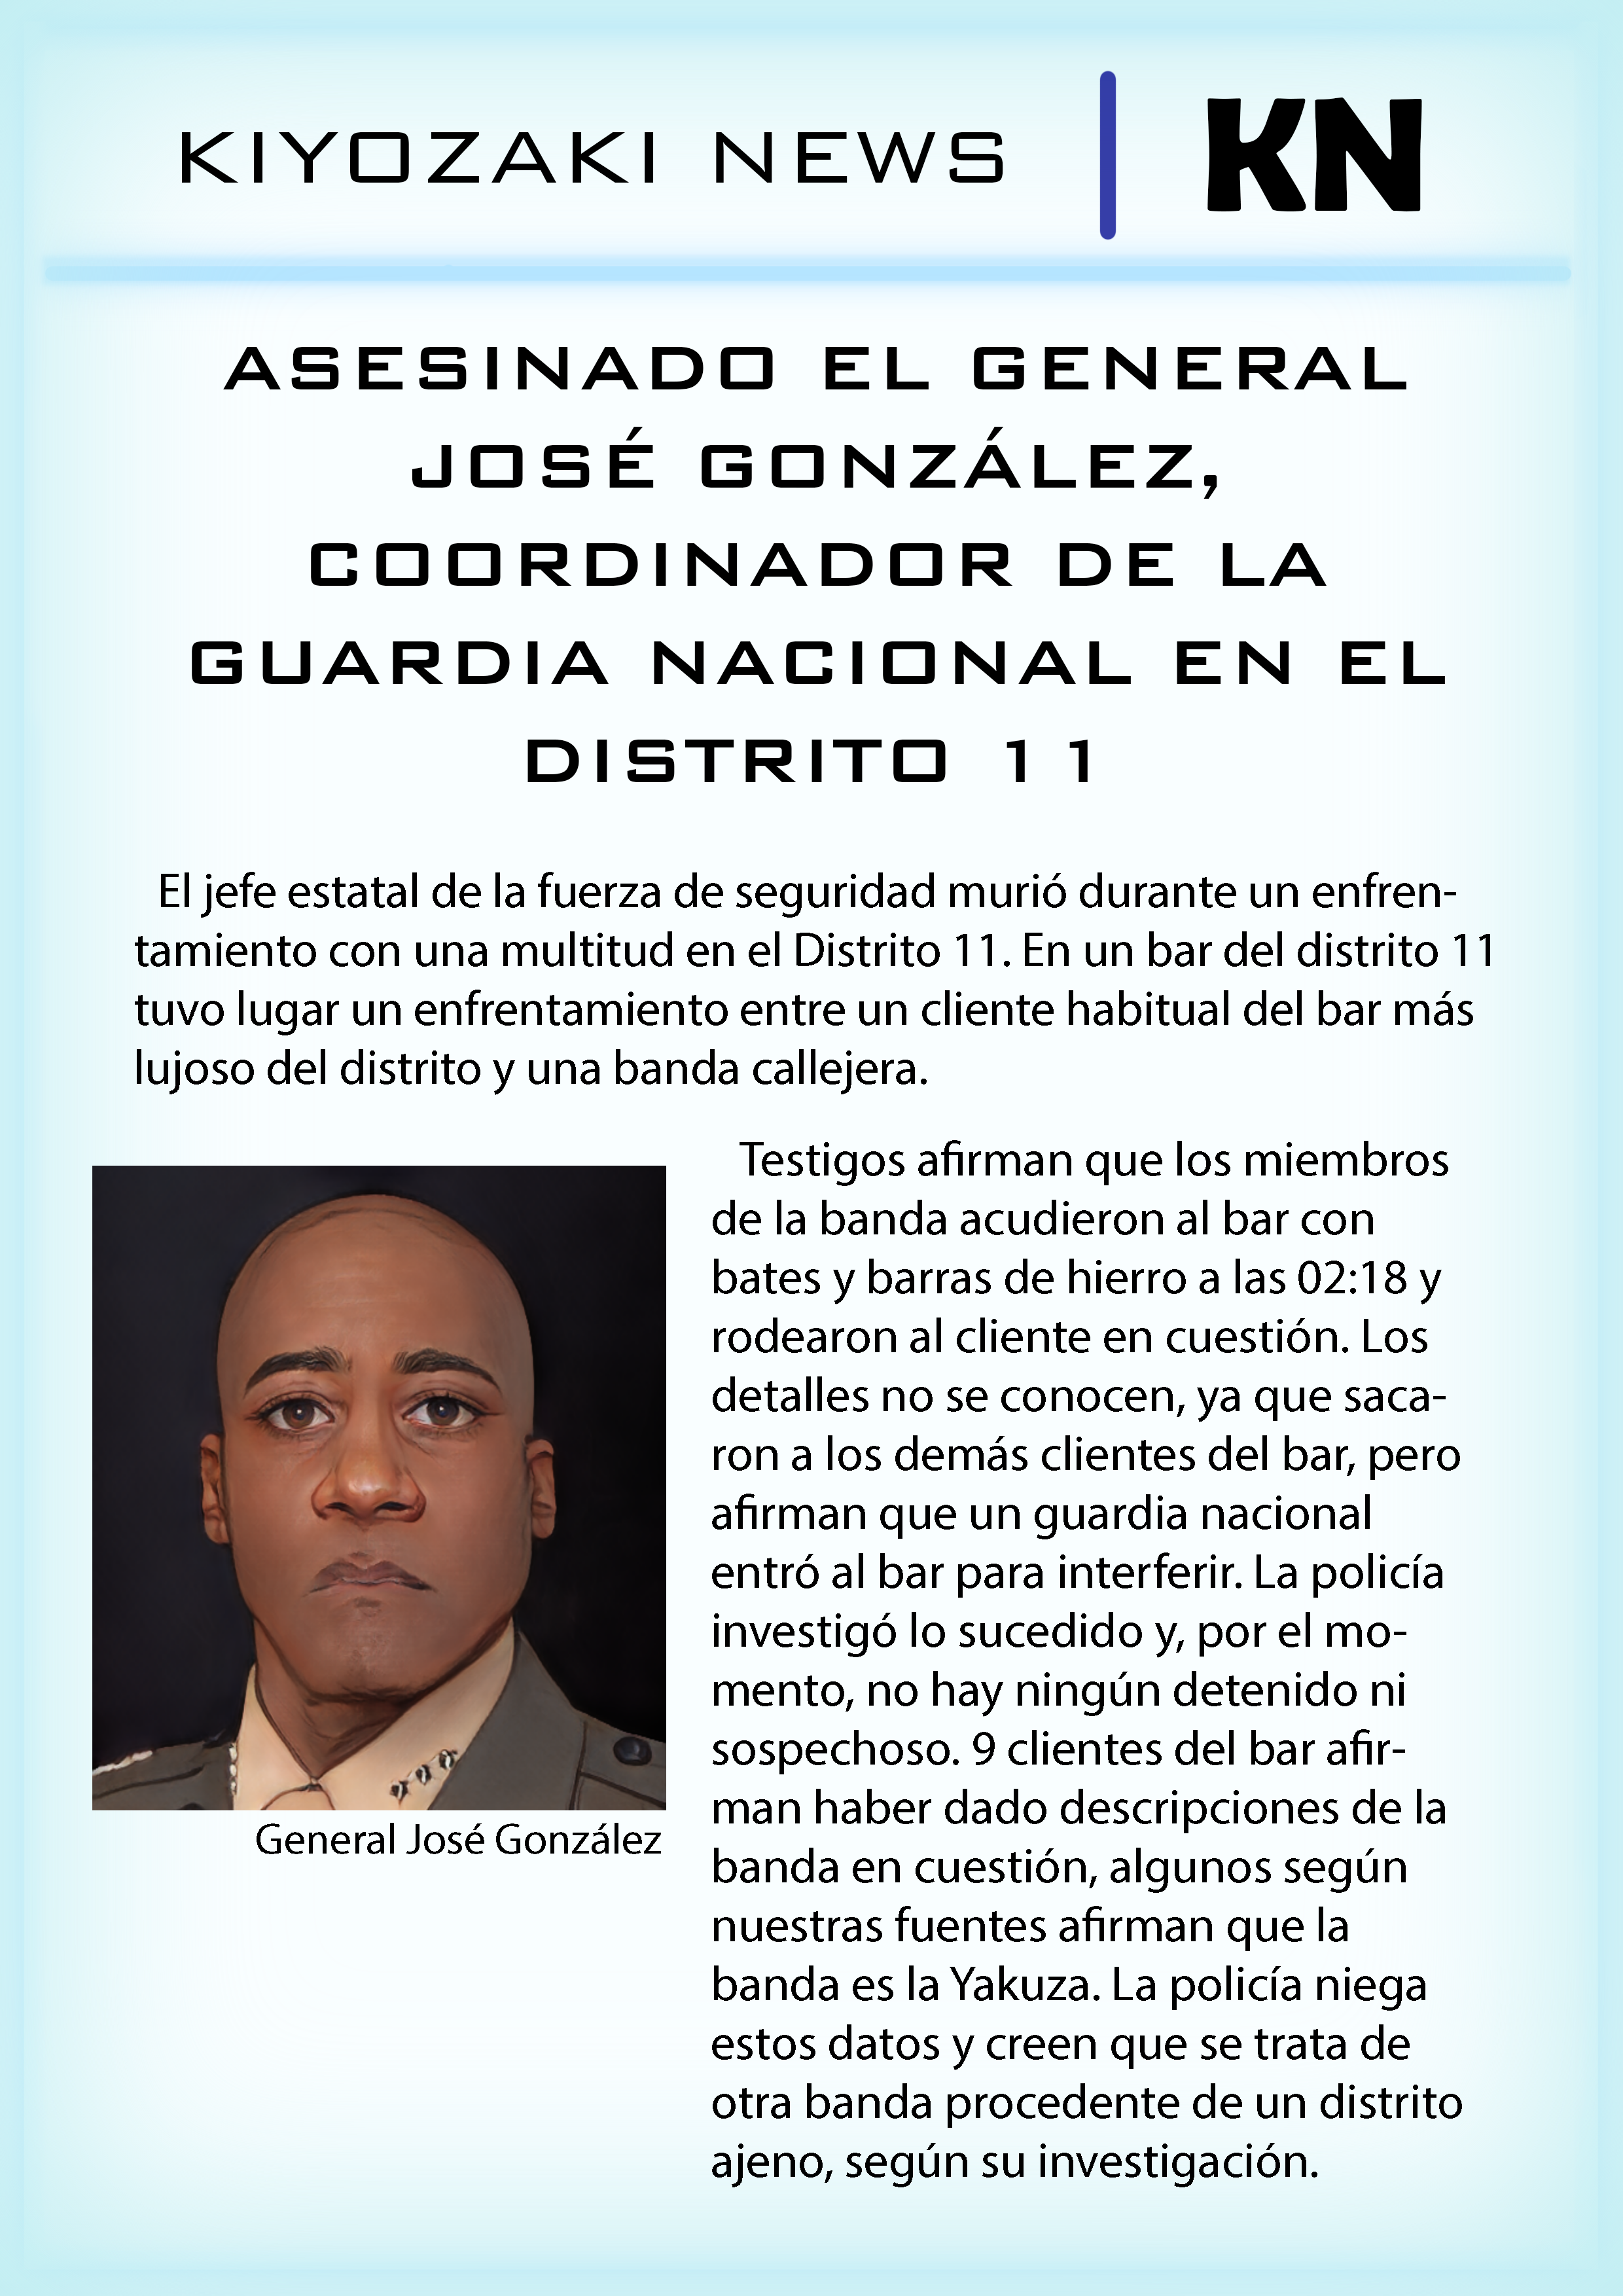 KIYOZAKI NEWS
KN
ASESINADO EL GENERAL
JOSÉ GONZÁLEZ,
COORDINADOR DE LA
GUARDIA NACIONAL EN EL
DISTRITO 11
El jefe estatal de la fuerza de seguridad murió durante un enfren-
tamiento con una multitud en el Distrito 11. En un bar del distrito 11
tuvo lugar un enfrentamiento entre un cliente habitual del bar más
lujoso del distrito y una banda callejera.
General José González
Testigos afirman que los miembros
de la banda acudieron al bar con
bates y barras de hierro a las 02:18 y
rodearon al cliente en cuestión. Los
detalles no se conocen, ya que saca-
ron a los demás clientes del bar, pero
afirman que un guardia nacional
entró al bar para interferir. La policía
investigó lo sucedido y, por el mo-
mento, no hay ningún detenido ni
sospechoso. 9 clientes del bar afir-
man haber dado descripciones de la
banda en cuestión, algunos según
nuestras fuentes afirman que la
banda es la Yakuza. La policía niega
estos datos y creen que se trata de
otra banda procedente de un distrito
ajeno, según su investigación.